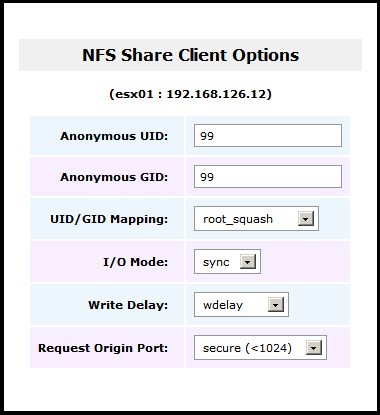 NFS Share Client Options
(esx01 : 192.168.126.12)
Anonymous UID: 99
Anonymous GID: 99
UID/GID Mapping: root_squash
I/O Mode: sync
Write Delay: wdelay
Request Origin Port: secure (<1024)